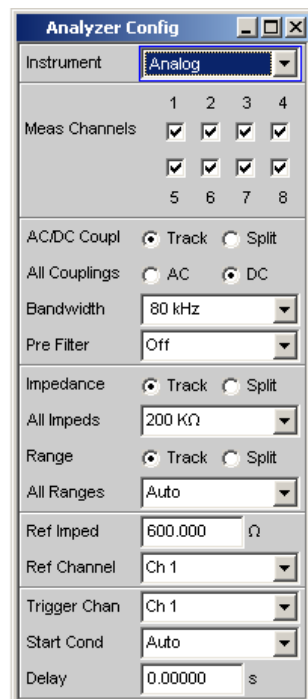 Analyzer Config
Instrument Analog
1 2 3 4
Meas Channels
5 6 7 8
AC/DC Coupl Track Split
All Couplings AC DC
Bandwidth 80 kHz
Pre Filter Off
Impedance Track Split
All Impeds 200 KΩ
Range Track Split
All Ranges Auto
Ref Imped 600.000 Ω
Ref Channel Ch 1
Trigger Chan Ch 1
Start Cond Auto
Delay 0.00000 s